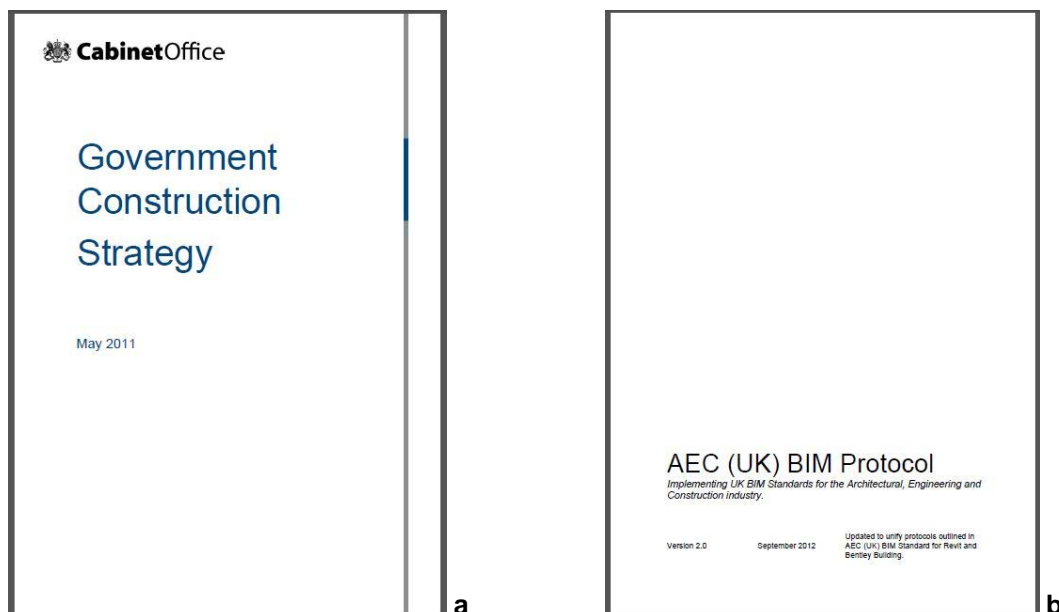 CabinetOffice
Government
Construction
Strategy
May 2011
a
AEC (UK) BIM Protocol
Implementing UK BIM Standards for the Architectural, Engineering and
Construction industry.
Version 2.0
September 2012
Updated to unify protocols outlined in
AEC (UK) BIM Standard for Revit and
Bentley Building.
b